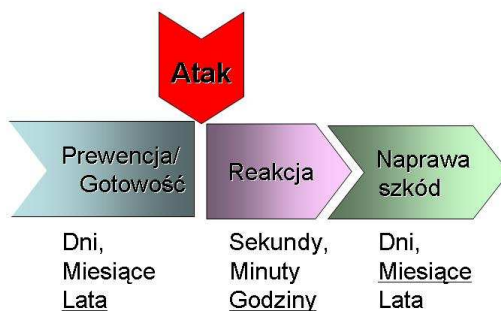 Atak
Prewencja/
Gotowość
Reakcja
Naprawa
szkód
Dni,
Miesiące
Lata
Sekundy,
Minuty
Godziny
Dni,
Miesiące
Lata